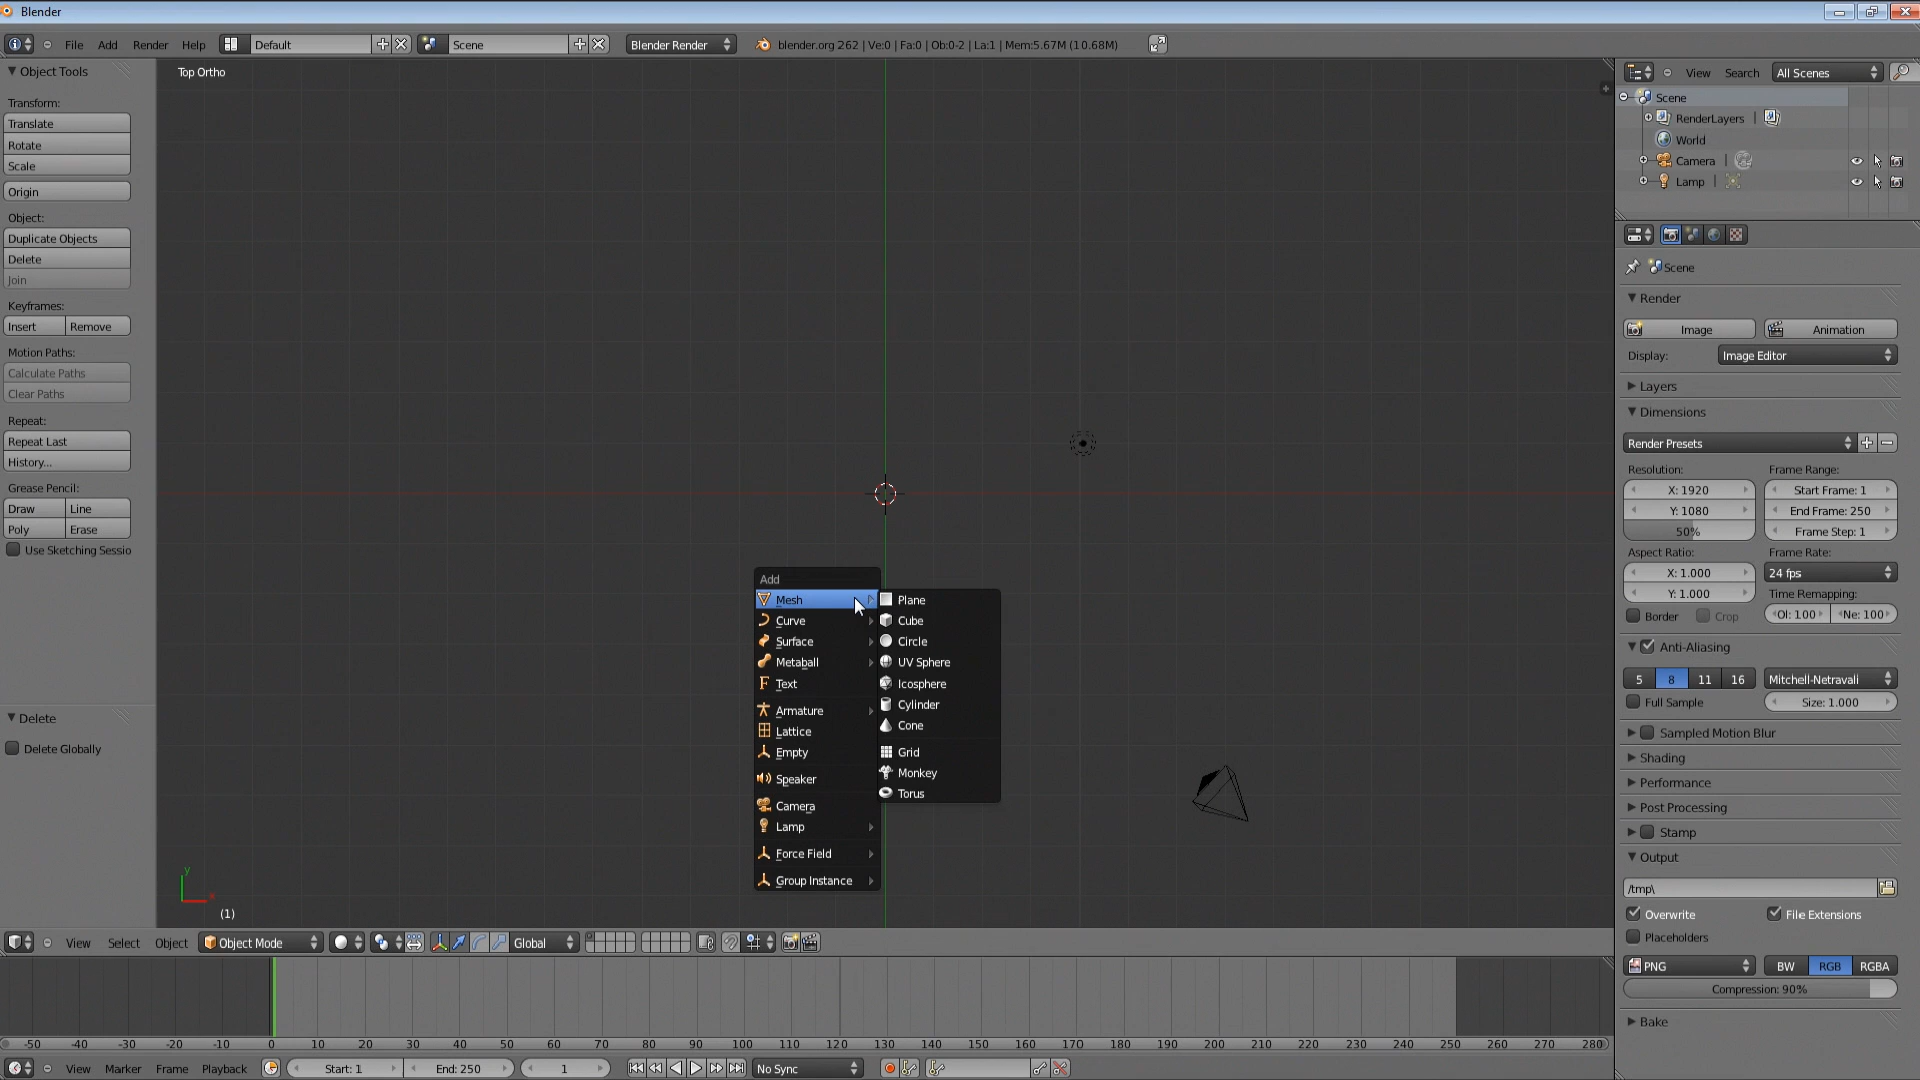 Blender
File Add Render Help Default Scene Blender Render blender.org 262 | Ve:0 | Fa:0 | Ob:0-2 | La:1 | Mem:5.67M (10.68M)
Object Tools
Transform:
Translate
Rotate
Scale
Origin
Object:
Duplicate Objects
Delete
Join
Keyframes:
Insert Remove
Motion Paths:
Calculate Paths
Clear Paths
Repeat:
Repeat Last
History...
Grease Pencil:
Draw Line
Poly Erase
Use Sketching Sessio
Delete
Delete Globally
Top Ortho
Add
Mesh
Curve
Surface
Metaball
Text
Armature
Lattice
Empty
Speaker
Camera
Lamp
Force Field
Group Instance
Plane
Cube
Circle
UV Sphere
Icosphere
Cylinder
Cone
Grid
Monkey
Torus
y
x
(1)
View Select Object Object Mode Global
-50 -40 -30 -20 -10 0 10 20 30 40 50 60 70 80 90 100 110 120 130 140 150 160 170 180 190 200 210 220 230 240 250 260 270 280
View Marker Frame Playback Start: 1 End: 250 1 No Sync
View Search All Scenes
Scene
RenderLayers |
World
Camera |
Lamp |
Scene
Render
Image Animation
Display: Image Editor
Layers
Dimensions
Render Presets
Resolution: Frame Range:
X: 1920 Start Frame: 1
Y: 1080 End Frame: 250
50% Frame Step: 1
Aspect Ratio: Frame Rate:
X: 1.000 24 fps
Y: 1.000 Time Remapping:
Border Crop Ol: 100 Ne: 100
Anti-Aliasing
5 8 11 16 Mitchell-Netravali
Full Sample Size: 1.000
Sampled Motion Blur
Shading
Performance
Post Processing
Stamp
Output
/tmp\
Overwrite File Extensions
Placeholders
PNG BW RGB RGBA
Compression: 90%
Bake